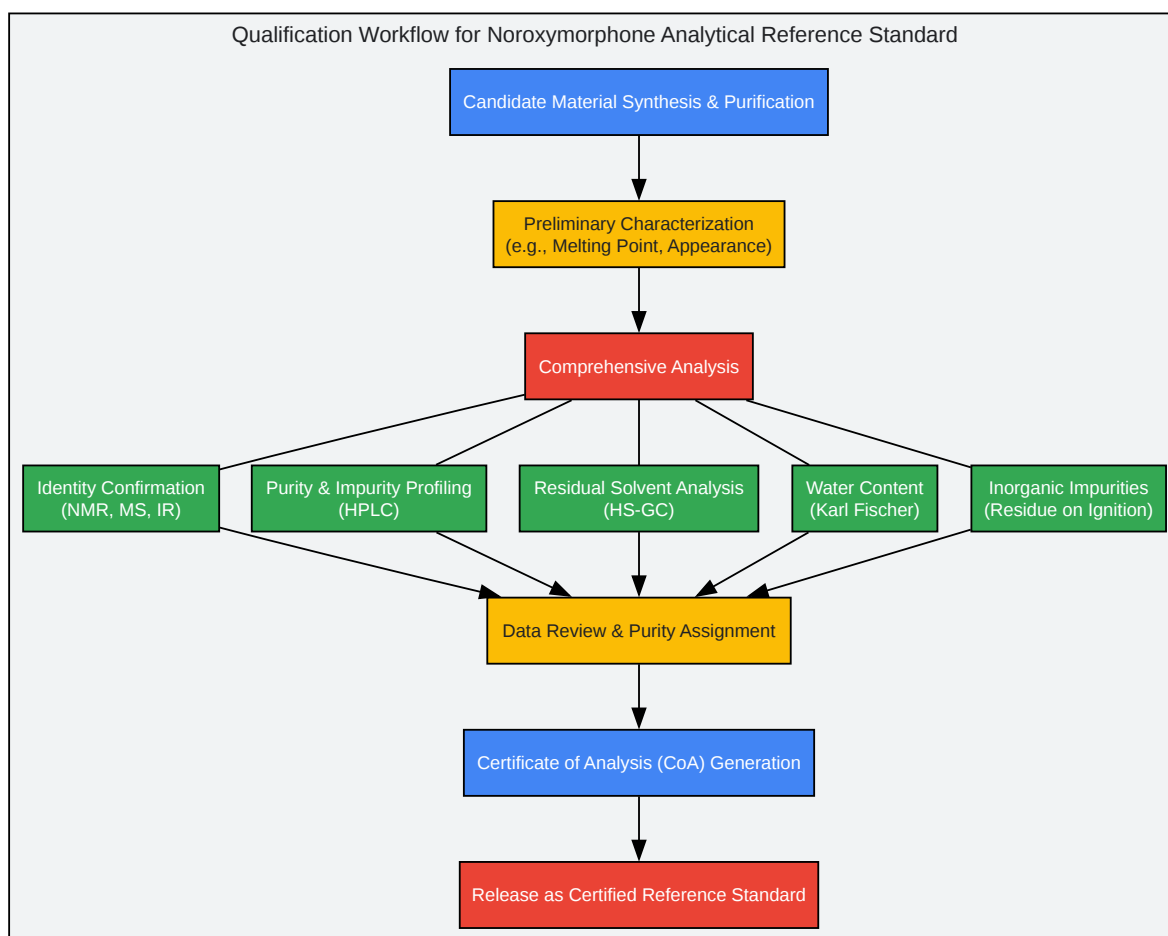 Qualification Workflow for Noroxymorphone Analytical Reference Standard
Candidate Material Synthesis & Purification
Preliminary Characterization
(e.g., Melting Point, Appearance)
Comprehensive Analysis
Identity Confirmation
(NMR, MS, IR)
Purity & Impurity Profiling
(HPLC)
Residual Solvent Analysis
(HS-GC)
Water Content
(Karl Fischer)
Inorganic Impurities
(Residue on Ignition)
Data Review & Purity Assignment
Certificate of Analysis (CoA) Generation
Release as Certified Reference Standard